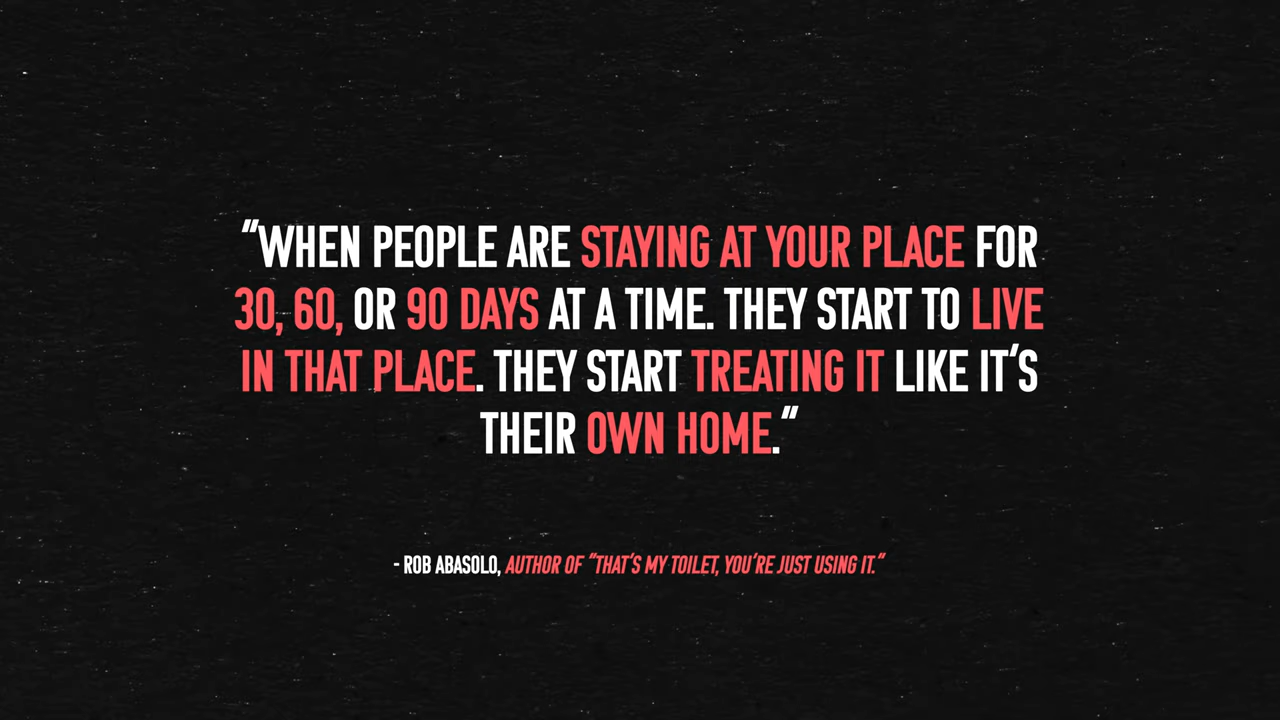 "WHEN PEOPLE ARE STAYING AT YOUR PLACE FOR
30, 60, OR 90 DAYS AT A TIME. THEY START TO LIVE
IN THAT PLACE. THEY START TREATING IT LIKE IT'S
THEIR OWN HOME."
- ROB ABASOLO, AUTHOR OF "THAT'S MY TOILET, YOU'RE JUST USING IT."